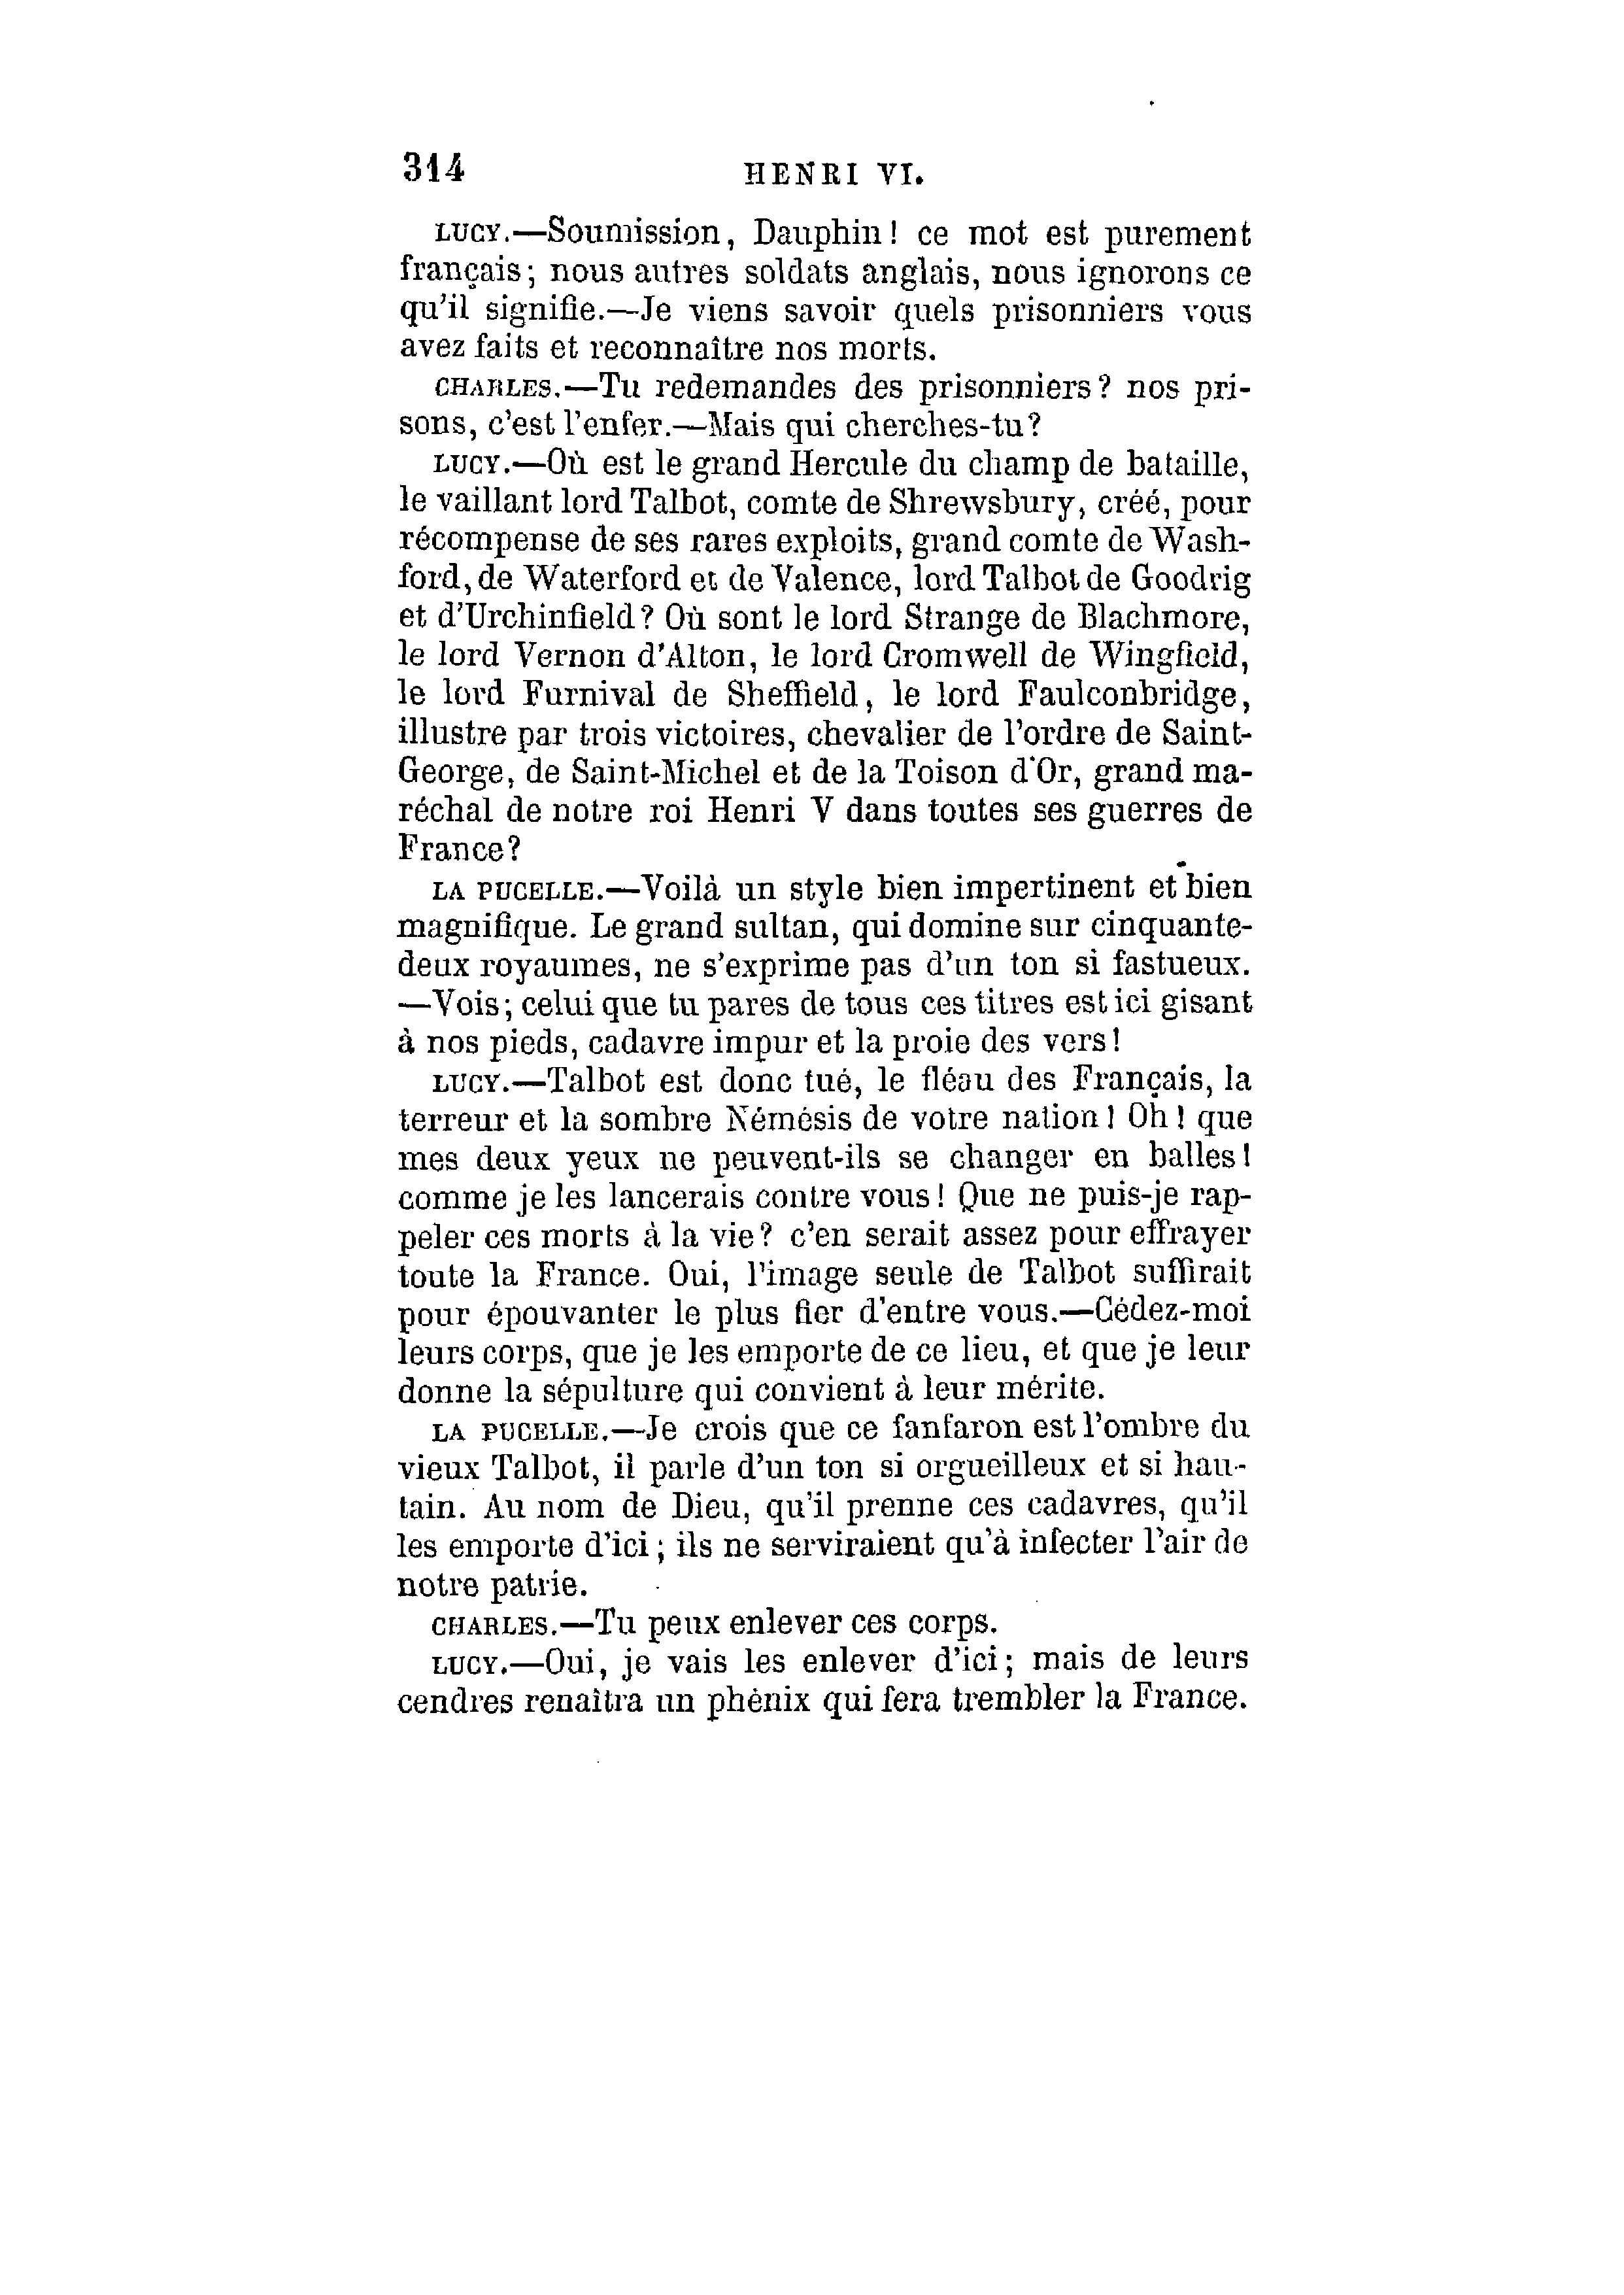 314 HENRI VI.
LUCY.—Soumission, Dauphin! ce mot est purement
français; nous autres soldats anglais, nous ignorons ce
qu'il signifie.—Je viens savoir quels prisonniers vous
avez faits et reconnaître nos morts.
CHARLES.—Tu redemandes des prisonniers? nos pri-
sons, c'est l'enfer.—Mais qui cherches-tu?
LUCY.—Où est le grand Hercule du champ de bataille,
le vaillant lord Talbot, comte de Shrewsbury, créé, pour
récompense de ses rares exploits, grand comte de Wash-
ford, de Waterford et de Valence, lord Talbot de Goodrig
et d'Urchinfield? Où sont le lord Strange de Blachmore,
le lord Vernon d'Alton, le lord Cromwell de Wingfield,
le lord Furnival de Sheffield, le lord Faulconbridge,
illustre par trois victoires, chevalier de l'ordre de Saint-
George, de Saint-Michel et de la Toison d'Or, grand ma-
réchal de notre roi Henri V dans toutes ses guerres de
France?
LA PUCELLE.—Voilà un style bien impertinent et bien
magnifique. Le grand sultan, qui domine sur cinquante-
deux royaumes, ne s'exprime pas d'un ton si fastueux.
—Vois; celui que tu pares de tous ces titres est ici gisant
à nos pieds, cadavre impur et la proie des vers!
LUCY.—Talbot est donc tué, le fléau des Français, la
terreur et la sombre Némésis de votre nation! Oh! que
mes deux yeux ne peuvent-ils se changer en balles!
comme je les lancerais contre vous! Que ne puis-je rap-
peler ces morts à la vie? c'en serait assez pour effrayer
toute la France. Oui, l'image seule de Talbot suffirait
pour épouvanter le plus fier d'entre vous.—Cédez-moi
leurs corps, que je les emporte de ce lieu, et que je leur
donne la sépulture qui convient à leur mérite.
LA PUCELLE.—Je crois que ce fanfaron est l'ombre du
vieux Talbot, il parle d'un ton si orgueilleux et si hau-
tain. Au nom de Dieu, qu'il prenne ces cadavres, qu'il
les emporte d'ici; ils ne serviraient qu'à infecter l'air de
notre patrie.
CHARLES.—Tu peux enlever ces corps.
LUCY.—Oui, je vais les enlever d'ici; mais de leurs
cendres renaîtra un phénix qui fera trembler la France.